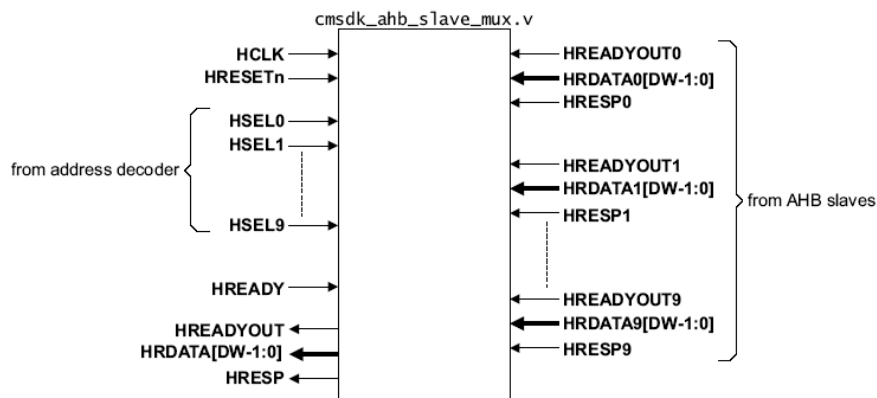 cmsdk_ahb_slave_mux.v
HCLK
HRESETn
HSEL0
HSEL1
from address decoder
HSEL9
HREADY
HREADYOUT
HRDATA[DW-1:0]
HRESP
HREADYOUT0
HRDATA0[DW-1:0]
HRESP0
HREADYOUT1
HRDATA1[DW-1:0]
HRESP1
from AHB slaves
HREADYOUT9
HRDATA9[DW-1:0]
HRESP9